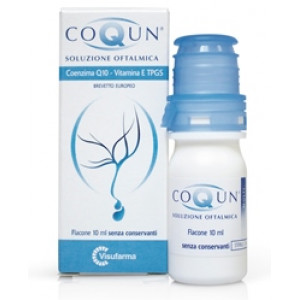 COQUN®
SOLUZIONE OFTALMICA
Coenzima Q10 - Vitamina E TPGS
BREVETTO EUROPEO
Flacone 10 ml senza conservanti
Visufarma
COQUN®
SOLUZIONE OFTALMICA
Flacone 10 ml
senza conservanti